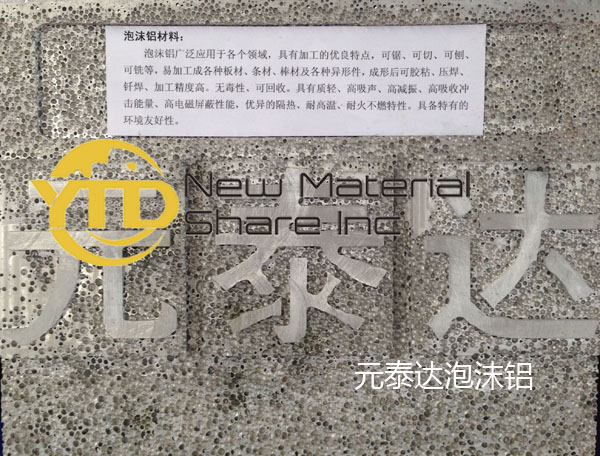 泡沫铝材料：
泡沫铝广泛应用于各个领域，具有加工的优良特点，可锯、可切、可刨、
可铣等，易加工成各种板材、条材、棒材及各种异形件，成形后可胶粘、压焊、
钎焊、加工精度高。无毒性、可回收。具有质轻、高吸声、高减振、高吸收冲
击能量、高电磁屏蔽性能，优异的隔热、耐高温、耐火不燃特性。具备特有的
环境友好性。
YTD
New Material
Share Inc
元泰达
元泰达泡沫铝